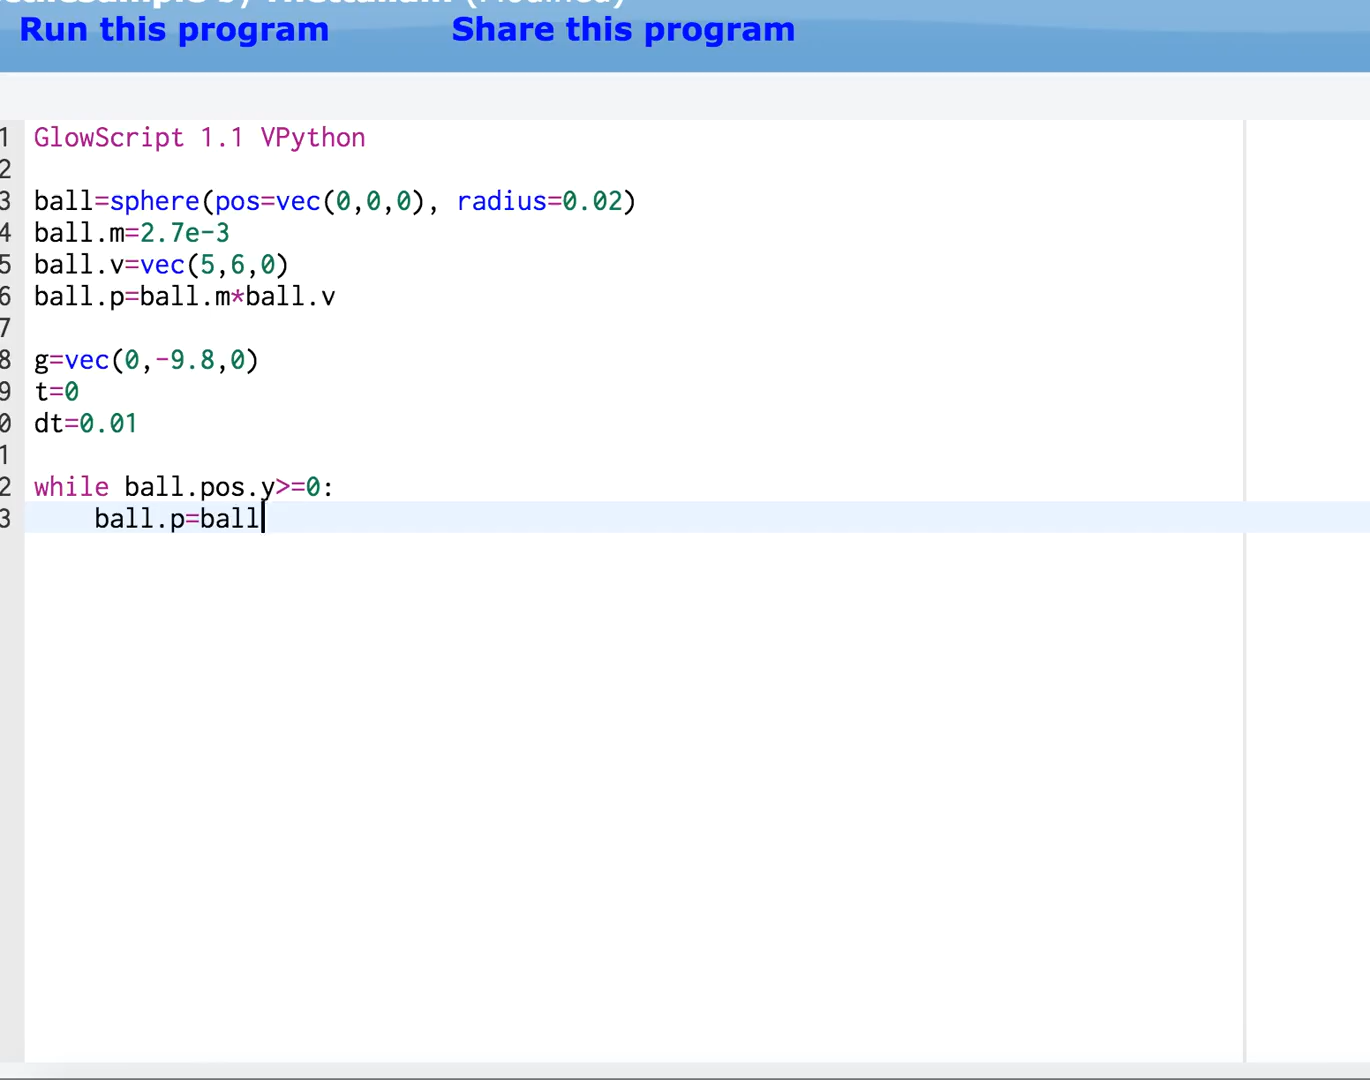 Run this program Share this program
1 GlowScript 1.1 VPython
2
3 ball=sphere(pos=vec(0,0,0), radius=0.02)
4 ball.m=2.7e-3
5 ball.v=vec(5,6,0)
6 ball.p=ball.m*ball.v
7
8 g=vec(0,-9.8,0)
9 t=0
0 dt=0.01
1
2 while ball.pos.y>=0:
3 ball.p=ball